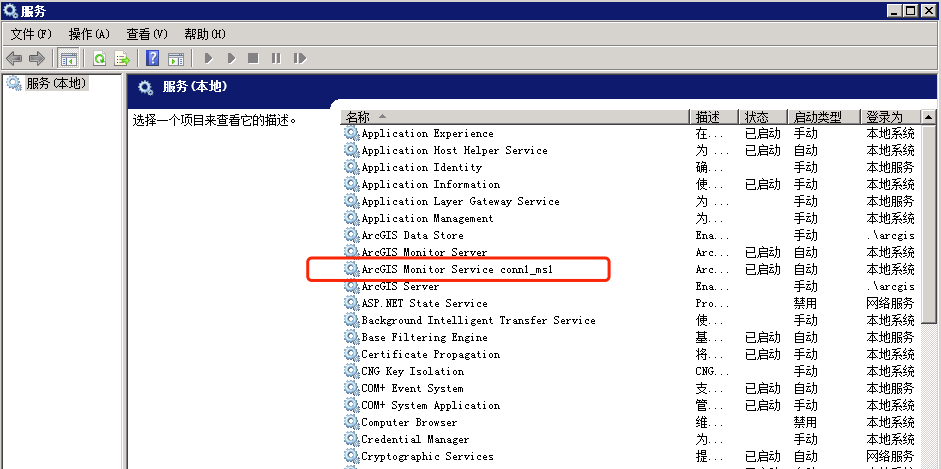 服务
文件(F) 操作(A) 查看(V) 帮助(H)
服务(本地)
服务(本地)
选择一个项目来查看它的描述。
名称 描述 状态 启动类型 登录为
Application Experience 在... 已启动 手动 本地系统
Application Host Helper Service 为 ... 已启动 自动 本地系统
Application Identity 确... 手动 本地服务
Application Information 使... 已启动 手动 本地系统
Application Layer Gateway Service 为 ... 手动 本地服务
Application Management 为... 手动 本地系统
ArcGIS Data Store Ena... 手动 .\arcgis
ArcGIS Monitor Server Arc... 已启动 自动 本地系统
ArcGIS Monitor Service conn1_ms1 Arc... 已启动 自动 本地系统
ArcGIS Server Ena... 手动 .\arcgis
ASP.NET State Service Pro... 禁用 网络服务
Background Intelligent Transfer Service 使... 手动 本地系统
Base Filtering Engine 基... 已启动 自动 本地服务
Certificate Propagation 将... 已启动 手动 本地系统
CNG Key Isolation CNG... 手动 本地系统
COM+ Event System 支... 已启动 自动 本地服务
COM+ System Application 管... 已启动 手动 本地系统
Computer Browser 维... 禁用 本地系统
Credential Manager 为... 手动 本地系统
Cryptographic Services 提... 已启动 自动 网络服务